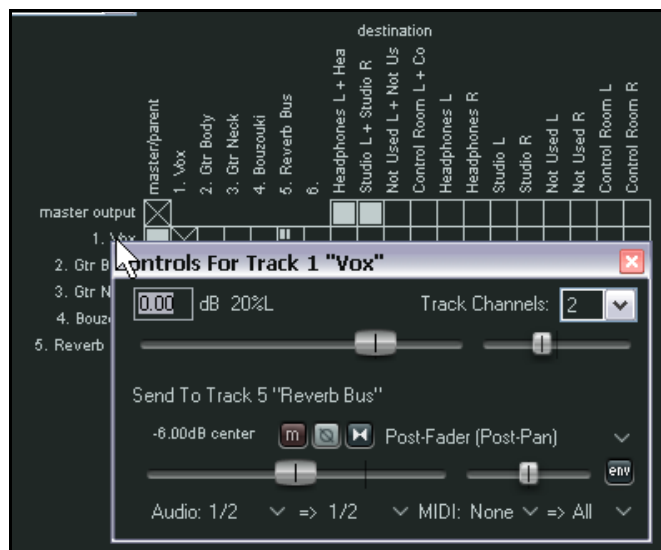 destination
master/parent
1. Vox
2. Gtr Body
3. Gtr Neck
4. Bouzouki
5. Reverb Bus
6.
Headphones L + Hea
Studio L + Studio R
Not Used L + Not Us
Control Room L + Co
Headphones L
Headphones R
Studio L
Studio R
Not Used L
Not Used R
Control Room L
Control Room R
master output
1. Vox
2. Gtr B
3. Gtr N
4. Bouz
5. Reverb
ontrols For Track 1 "Vox"
0.00 dB 20%L Track Channels: 2
Send To Track 5 "Reverb Bus"
-6.00dB center m Post-Fader (Post-Pan)
env
Audio: 1/2 => 1/2 MIDI: None => All